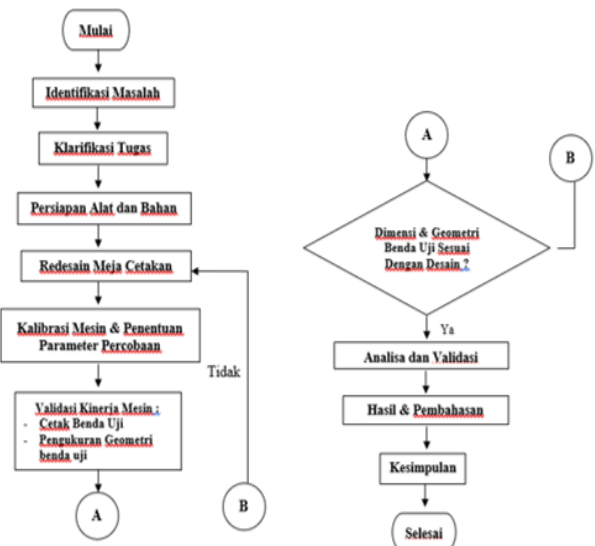 Mulai
Identifikasi Masalah
Klarifikasi Tugas
Persiapan Alat dan Bahan
Redesain Meja Cetakan
Kalibrasi Mesin & Penentuan
Parameter Percobaan
Tidak
Validasi Kinerja Mesin :
- Cetak Benda Uji
- Pengukuran Geometri
benda uji
A
B
A
B
Dimensi & Geometri
Benda Uji Sesuai
Dengan Desain ?
Ya
Analisa dan Validasi
Hasil & Pembahasan
Kesimpulan
Selesai